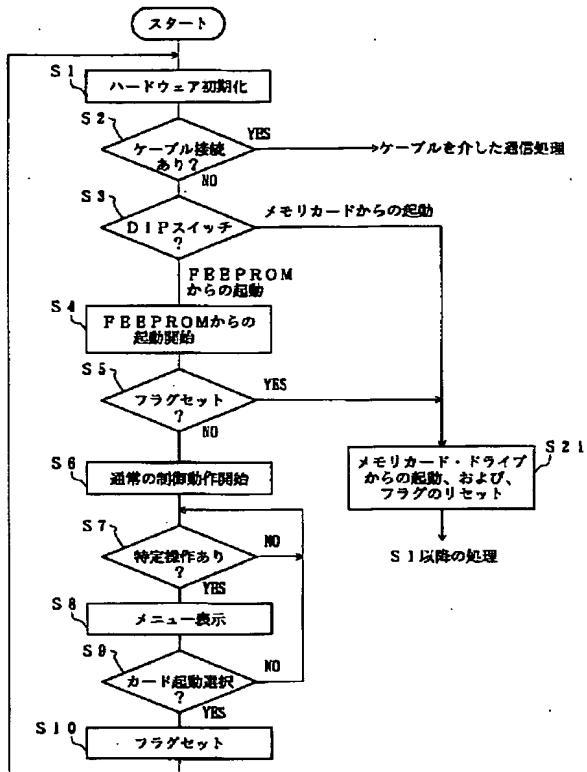 スタート
S1
ハードウェア初期化
S2
ケーブル接続
あり?
YES
ケーブルを介した通信処理
NO
S3
DIPスイッチ
?
メモリカードからの起動
FEEPROM
からの起動
S4
FEEPROMからの
起動開始
S5
フラグセット
?
YES
NO
S6
通常の制御動作開始
S21
メモリカード・ドライブ
からの起動、および、
フラグのリセット
S1以降の処理
S7
特定操作あり
?
NO
YES
S8
メニュー表示
S9
カード起動選択
?
NO
YES
S10
フラグセット